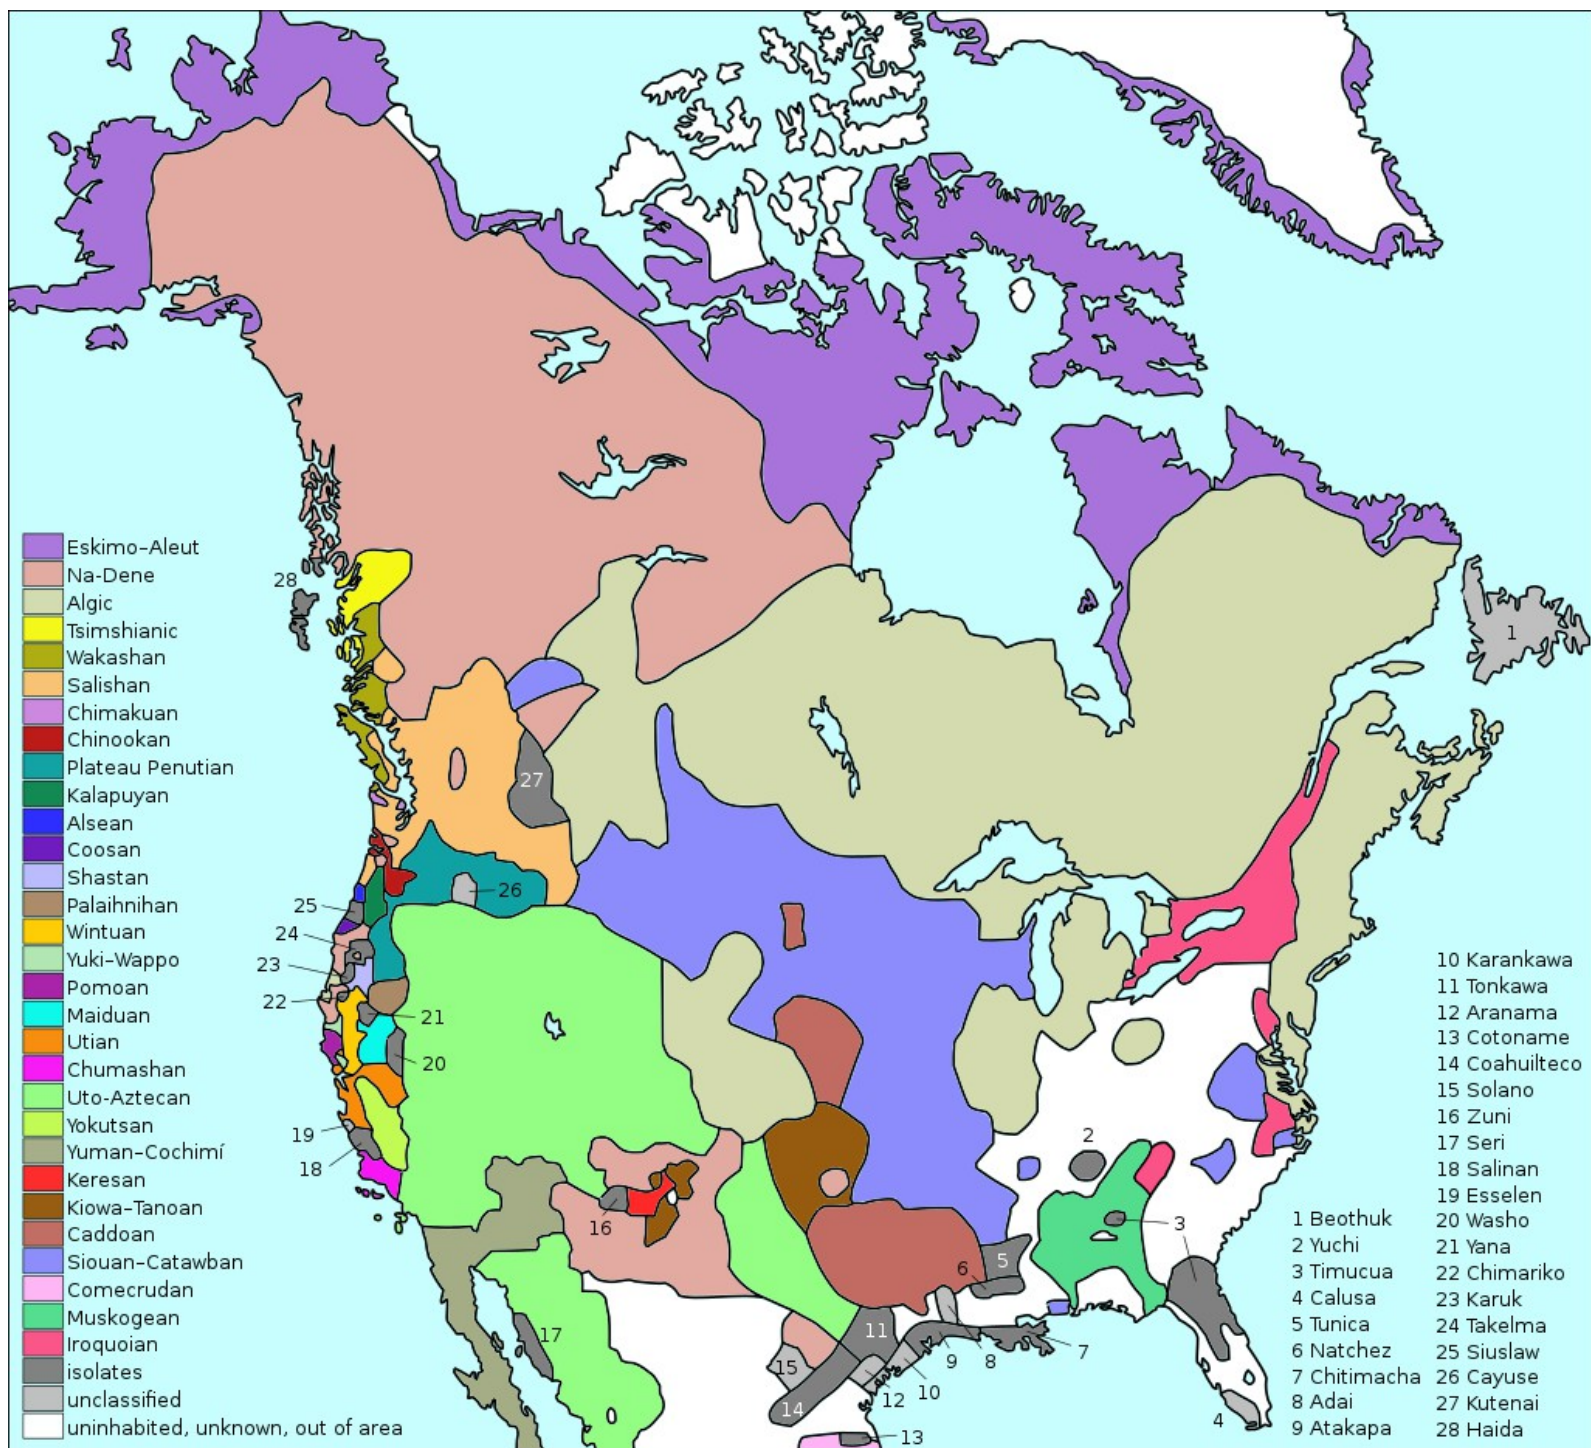 Eskimo–Aleut
Na-Dene
Algic
Tsimshianic
Wakashan
Salishan
Chimakuan
Chinookan
Plateau Penutian
Kalapuyan
Alsean
Coosan
Shastan
Palaihnihan
Wintuan
Yuki–Wappo
Pomoan
Maiduan
Utian
Chumashan
Uto-Aztecan
Yokutsan
Yuman–Cochimí
Keresan
Kiowa–Tanoan
Caddoan
Siouan–Catawban
Comecrudan
Muskogean
Iroquoian
isolates
unclassified
uninhabited, unknown, out of area
28
1
27
26
25
24
23
22
21
20
19
18
2
16
3
5
6
17
11
15
9
8
7
12
10
14
4
13
1 Beothuk
2 Yuchi
3 Timucua
4 Calusa
5 Tunica
6 Natchez
7 Chitimacha
8 Adai
9 Atakapa
10 Karankawa
11 Tonkawa
12 Aranama
13 Cotoname
14 Coahuilteco
15 Solano
16 Zuni
17 Seri
18 Salinan
19 Esselen
20 Washo
21 Yana
22 Chimariko
23 Karuk
24 Takelma
25 Siuslaw
26 Cayuse
27 Kutenai
28 Haida